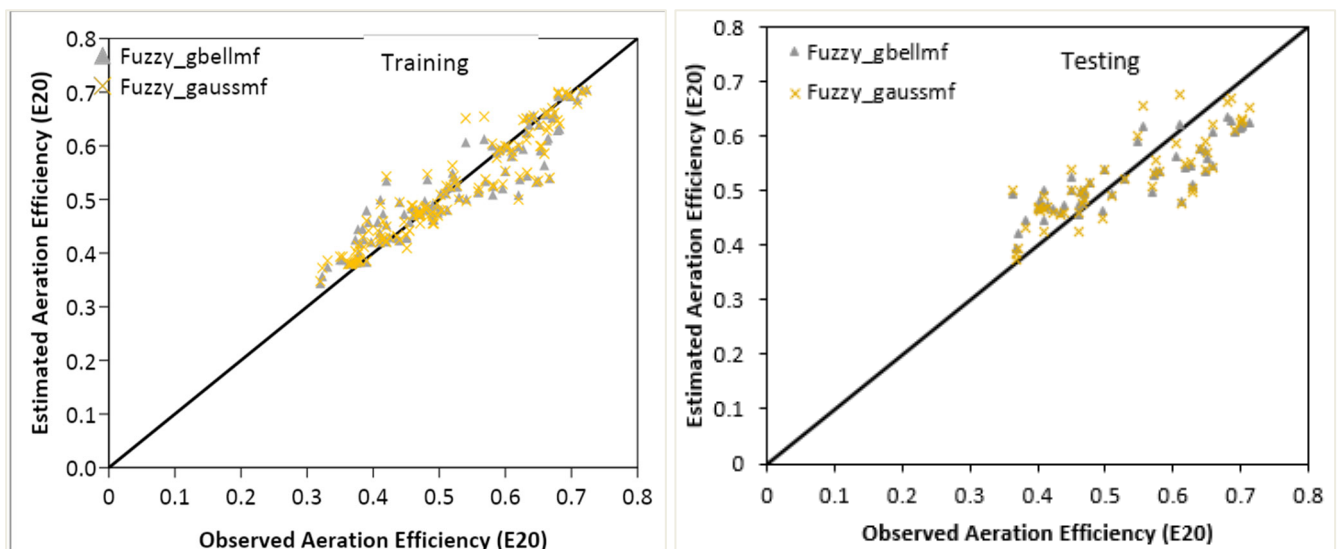 Training
Fuzzy_gbellmf
Fuzzy_gaussmf
Estimated Aeration Efficiency (E20)
0.8
0.7
0.6
0.5
0.4
0.3
0.2
0.1
0.0
0 0.1 0.2 0.3 0.4 0.5 0.6 0.7 0.8
Observed Aeration Efficiency (E20)
Testing
Fuzzy_gbellmf
Fuzzy_gaussmf
Estimated Aeration Efficiency (E20)
0.8
0.7
0.6
0.5
0.4
0.3
0.2
0.1
0
0 0.1 0.2 0.3 0.4 0.5 0.6 0.7 0.8
Observed Aeration Efficiency (E20)